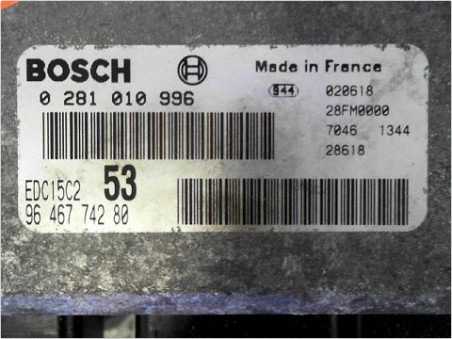 BOSCH Made in France
0 281 010 996 944 020618
28FM0000
7046 1344
28618
EDC15C2 53
96 467 742 80